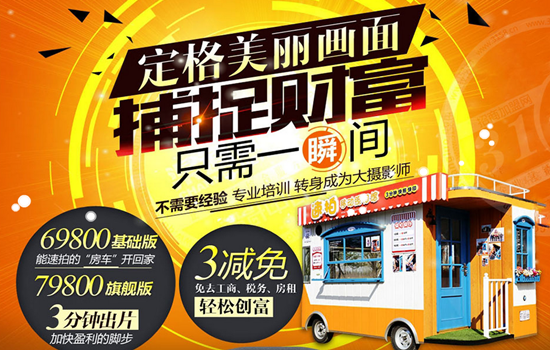 定格美丽画面
捕捉财富
只需一瞬间
不需要经验 专业培训 转身成为大摄影师
69800基础版
能速拍的“房车”开回家
79800旗舰版
3分钟出片
加快盈利的脚步
3减免
免去工商、税务、房租
轻松创富